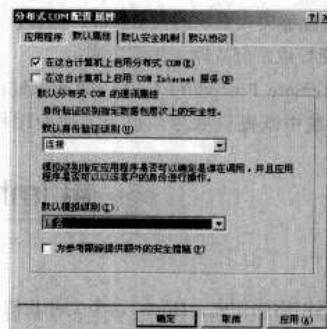 分布式 COM 配置 属性
应用程序 默认属性 默认安全机制 默认协议
在这台计算机上启用分布式 COM(E)
在这台计算机上启用 COM Internet 服务(N)
默认分布式 COM 的通讯属性
身份验证级别指定数据包层次上的安全性。
默认身份验证级别(U)
连接
模拟级别指定应用程序是否可以确定是谁在调用，并且应用
程序是否可以以该客户的身份进行操作。
默认模拟级别(L)
为参考跟踪提供额外的安全措施(P)
确定 取消 应用(A)